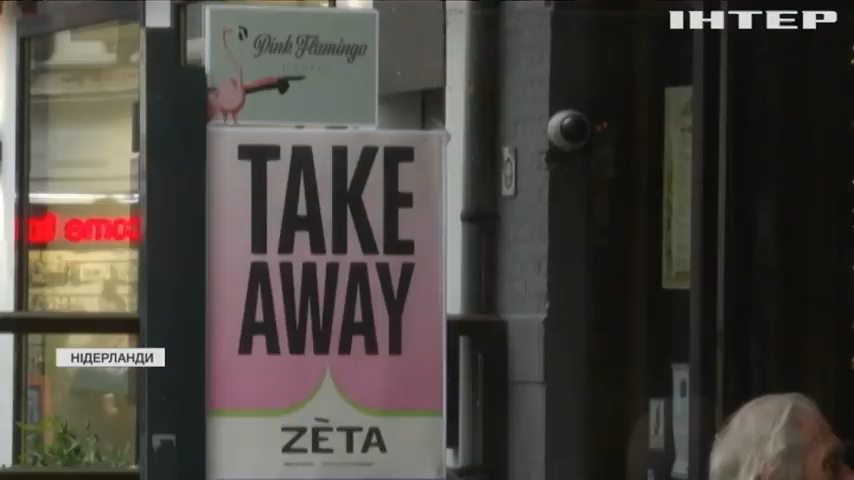 ІНТЕР
Pink Flamingo
TAKE
AWAY
НІДЕРЛАНДИ
ZÈTA